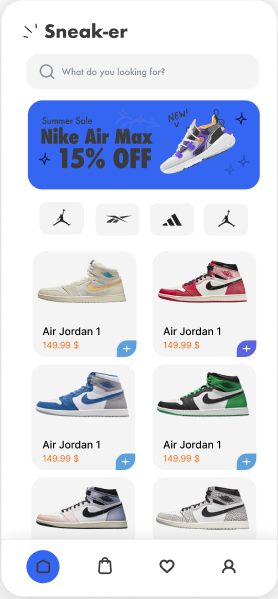 Sneak-er
What do you looking for?
Summer Sale
NEW!
Nike Air Max
15% OFF
Air Jordan 1
149.99 $
Air Jordan 1
149.99 $
Air Jordan 1
149.99 $
Air Jordan 1
149.99 $